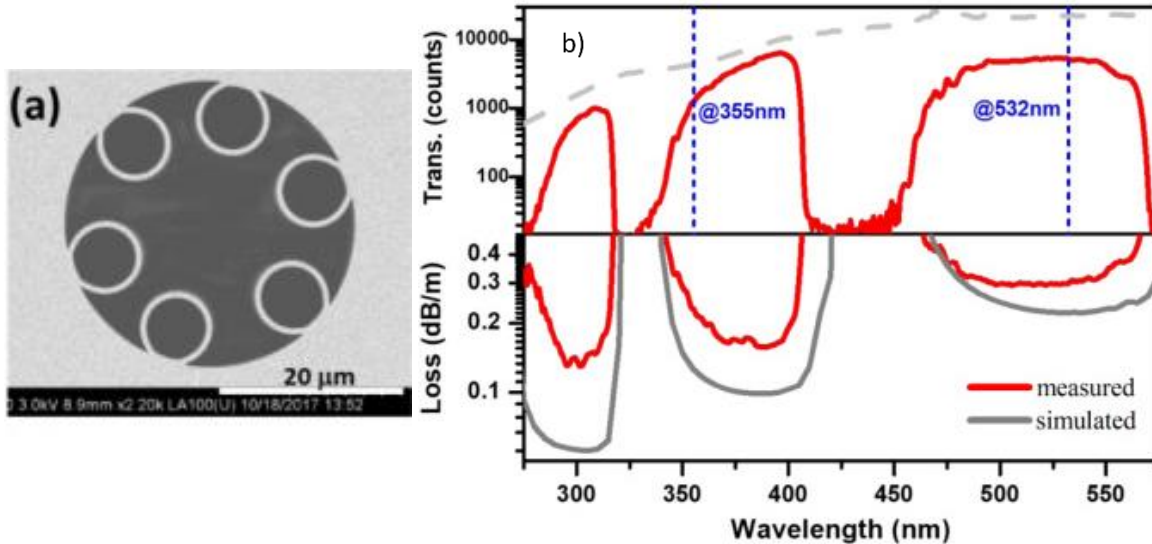 (a)
20 μm
0 3.0kV 8.9mm x2.20k LA100(U) 10/18/2017 13:52
b)
Trans. (counts)
10000
1000
100
@355nm
@532nm
Loss (dB/m)
0.4
0.3
0.2
0.1
measured
simulated
300 350 400 450 500 550
Wavelength (nm)